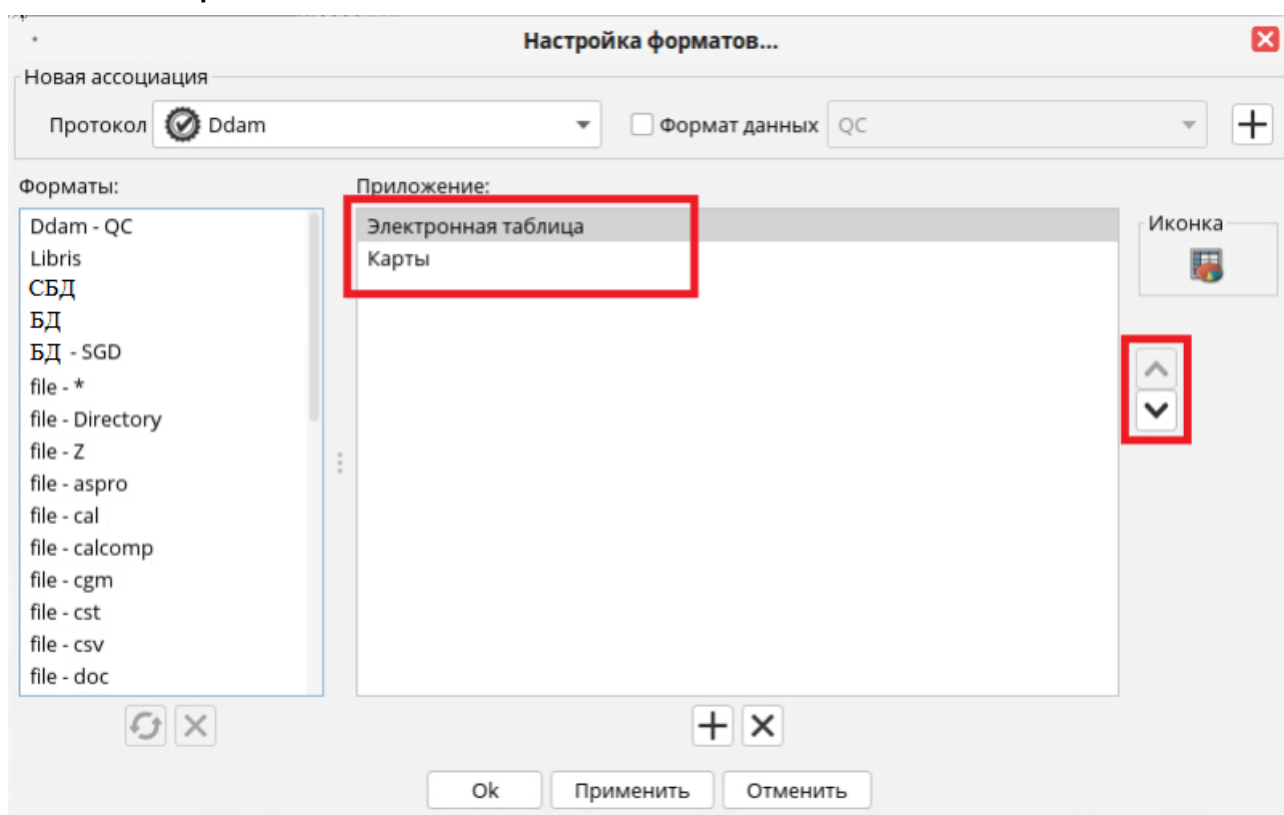 Настройка форматов...
Новая ассоциация
Протокол Ddam Формат данных QC
Форматы: Приложение:
Ddam - QC
Libris
СБД
БД
БД - SGD
file - *
file - Directory
file - Z
file - aspro
file - cal
file - calcomp
file - cgm
file - cst
file - csv
file - doc
Электронная таблица
Карты
Иконка
Ok Применить Отменить